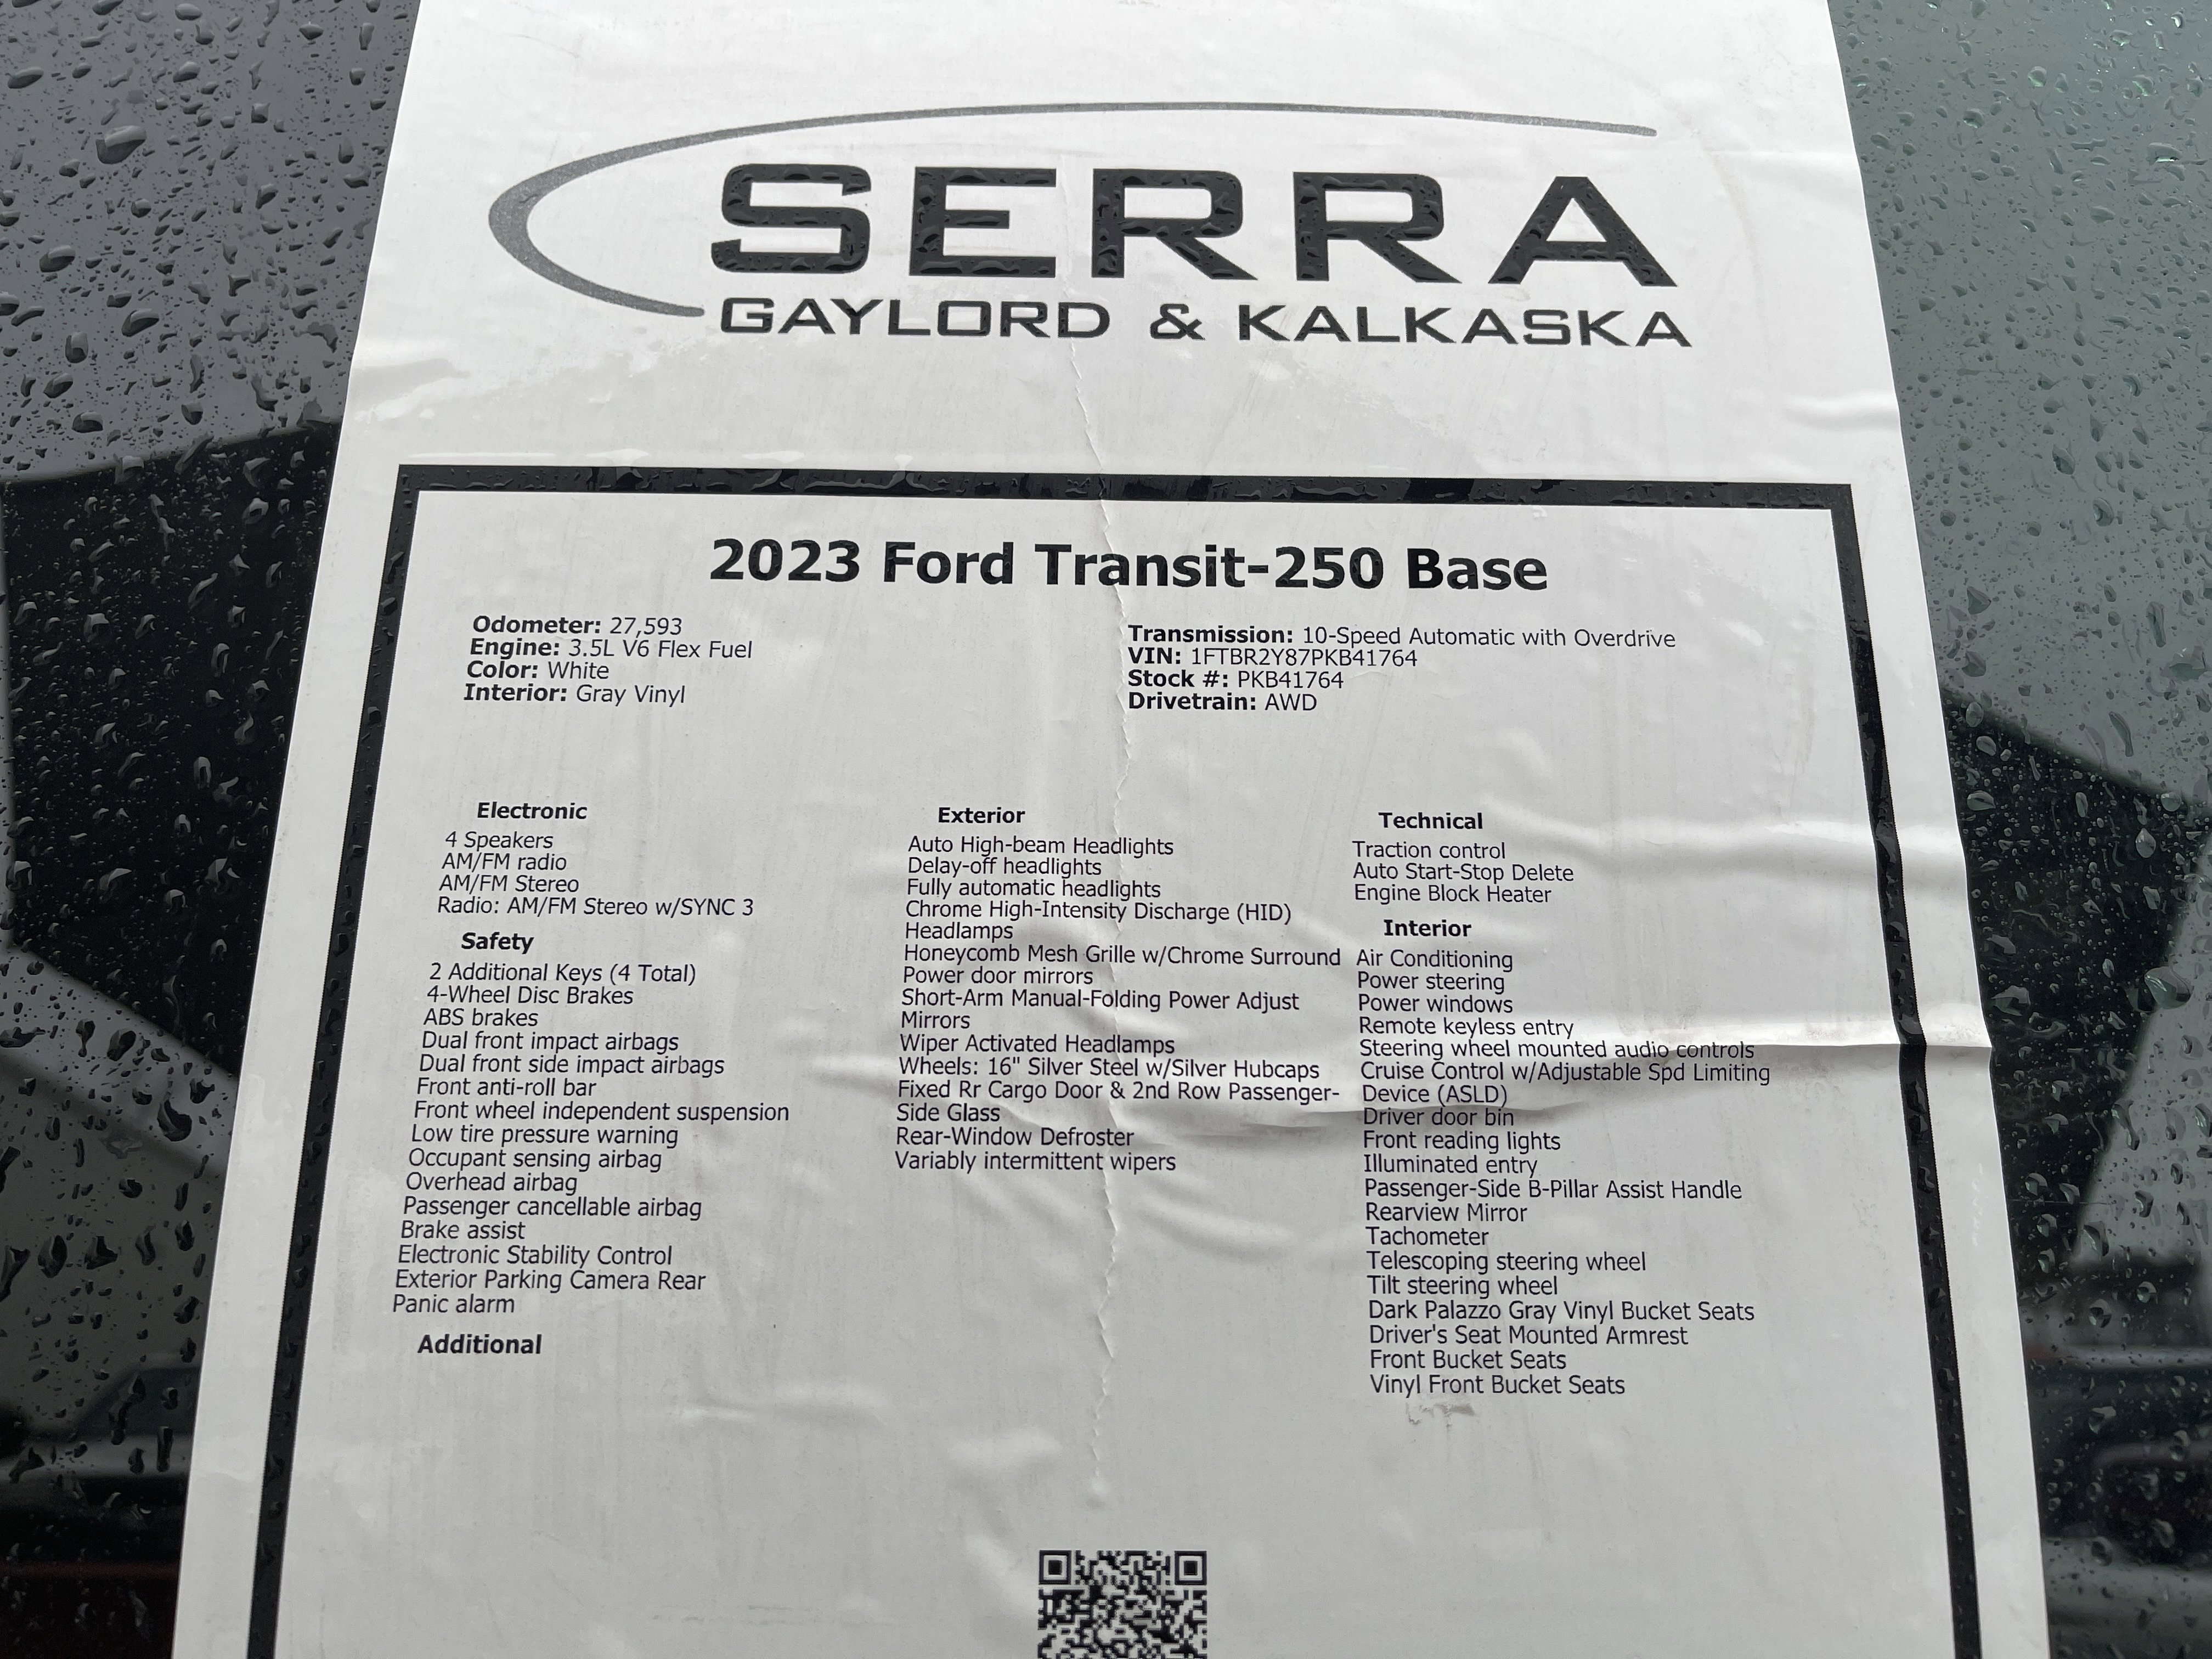 SERRA
GAYLORD & KALKASKA
2023 Ford Transit-250 Base
Odometer: 27,593
Engine: 3.5L V6 Flex Fuel
Color: White
Interior: Gray Vinyl
Transmission: 10-Speed Automatic with Overdrive
VIN: 1FTBR2Y87PKB41764
Stock #: PKB41764
Drivetrain: AWD
Electronic
4 Speakers
AM/FM radio
AM/FM Stereo
Radio: AM/FM Stereo w/SYNC 3
Safety
2 Additional Keys (4 Total)
4-Wheel Disc Brakes
ABS brakes
Dual front impact airbags
Dual front side impact airbags
Front anti-roll bar
Front wheel independent suspension
Low tire pressure warning
Occupant sensing airbag
Overhead airbag
Passenger cancellable airbag
Brake assist
Electronic Stability Control
Exterior Parking Camera Rear
Panic alarm
Additional
Exterior
Auto High-beam Headlights
Delay-off headlights
Fully automatic headlights
Chrome High-Intensity Discharge (HID)
Headlamps
Honeycomb Mesh Grille w/Chrome Surround
Power door mirrors
Short-Arm Manual-Folding Power Adjust
Mirrors
Wiper Activated Headlamps
Wheels: 16" Silver Steel w/Silver Hubcaps
Fixed Rr Cargo Door & 2nd Row Passenger-
Side Glass
Rear-Window Defroster
Variably intermittent wipers
Technical
Traction control
Auto Start-Stop Delete
Engine Block Heater
Interior
Air Conditioning
Power steering
Power windows
Remote keyless entry
Steering wheel mounted audio controls
Cruise Control w/Adjustable Spd Limiting
Device (ASLD)
Driver door bin
Front reading lights
Illuminated entry
Passenger-Side B-Pillar Assist Handle
Rearview Mirror
Tachometer
Telescoping steering wheel
Tilt steering wheel
Dark Palazzo Gray Vinyl Bucket Seats
Driver's Seat Mounted Armrest
Front Bucket Seats
Vinyl Front Bucket Seats